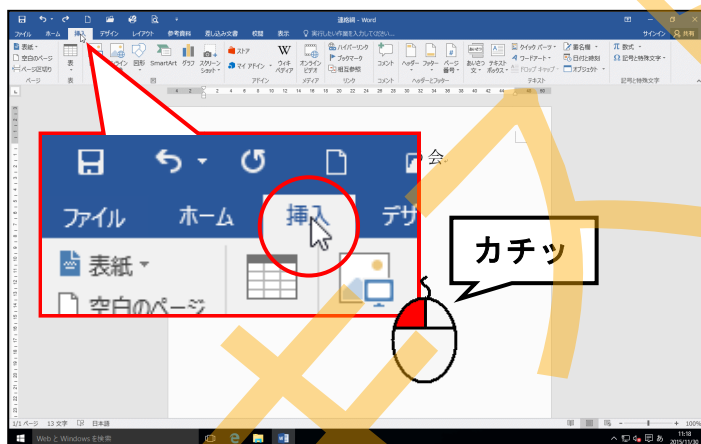 連絡網 - Word
ファイル ホーム 挿入 デザイン レイアウト 参考資料 差し込み文書 校閲 表示 実行したい作業を入力してください... サインイン 共有
表紙 空白のページ ページ区切り
表
図形 SmartArt グラフ スクリーンショット
ストア マイ アドイン
ウィキペディア
オンラインビデオ
ハイパーリンク ブックマーク 相互参照
コメント
ヘッダー フッター ページ番号
あいさつ文 テキストボックス
クイック パーツ ワードアート ドロップ キャップ
署名欄 日付と時刻 オブジェクト
数式 記号と特殊文字
ページ 表 図 アドイン メディア リンク コメント ヘッダーとフッター テキスト 記号と特殊文字
会
ファイル ホーム 挿入 デザ
表紙
空白のページ
カチッ
1/1 ページ 13 文字 日本語 100%
Web と Windows を検索
11:18
2015/11/30